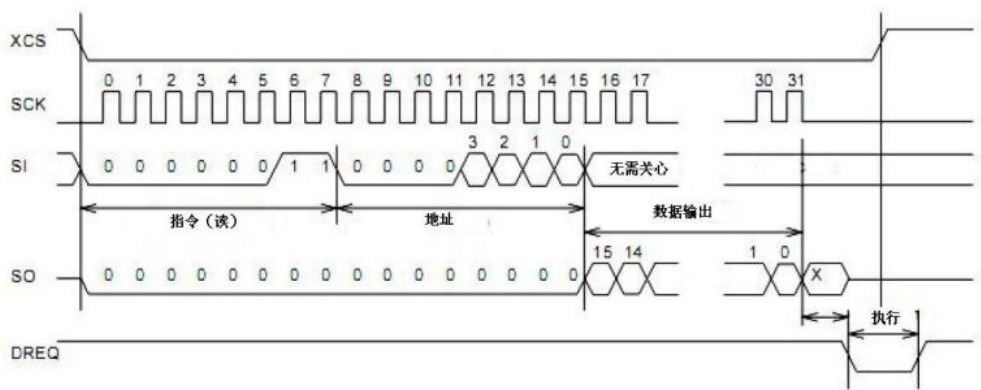 XCS
0 1 2 3 4 5 6 7 8 9 10 11 12 13 14 15 16 17 30 31
SCK
3 2 1 0
SI 0 0 0 0 0 0 1 1 0 0 0 0 无需关心
指令（读） 地址 数据输出
15 14 1 0
SO 0 0 0 0 0 0 0 0 0 0 0 0 0 0 0 0 X
执行
DREQ